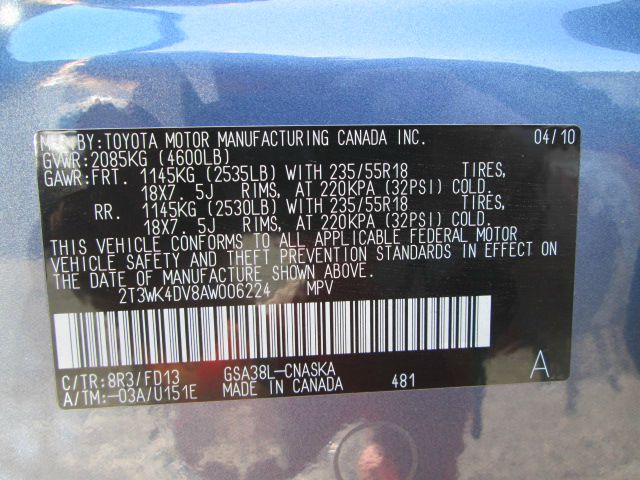 MFD.BY:TOYOTA MOTOR MANUFACTURING CANADA INC. 04/10
GVWR:2085KG (4600LB)
GAWR:FRT. 1145KG (2535LB) WITH 235/55R18 TIRES,
18X7.5J RIMS, AT 220KPA (32PSI) COLD.
RR. 1145KG (2530LB) WITH 235/55R18 TIRES,
18X7.5J RIMS, AT 220KPA (32PSI) COLD.
THIS VEHICLE CONFORMS TO ALL APPLICABLE FEDERAL MOTOR
VEHICLE SAFETY AND THEFT PREVENTION STANDARDS IN EFFECT ON
THE DATE OF MANUFACTURE SHOWN ABOVE.
2T3WK4DV8AW006224 MPV
C/TR:8R3/FD13 GSA38L-CNASKA A
A/TM:-03A/U151E MADE IN CANADA 481